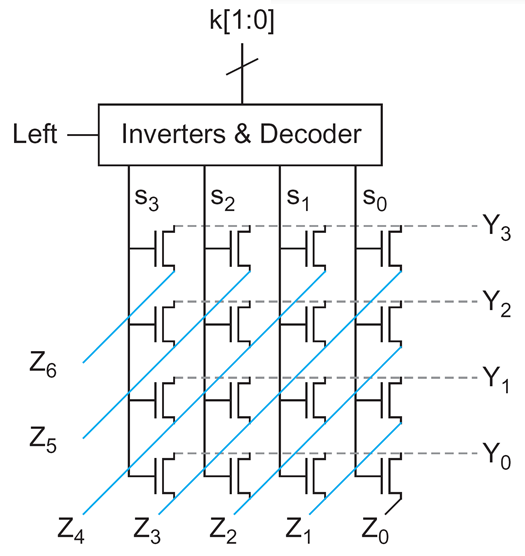 k[1:0]
Left
Inverters & Decoder
s3 s2 s1 s0
Y3
Y2
Z6
Y1
Z5
Y0
Z4 Z3 Z2 Z1 Z0